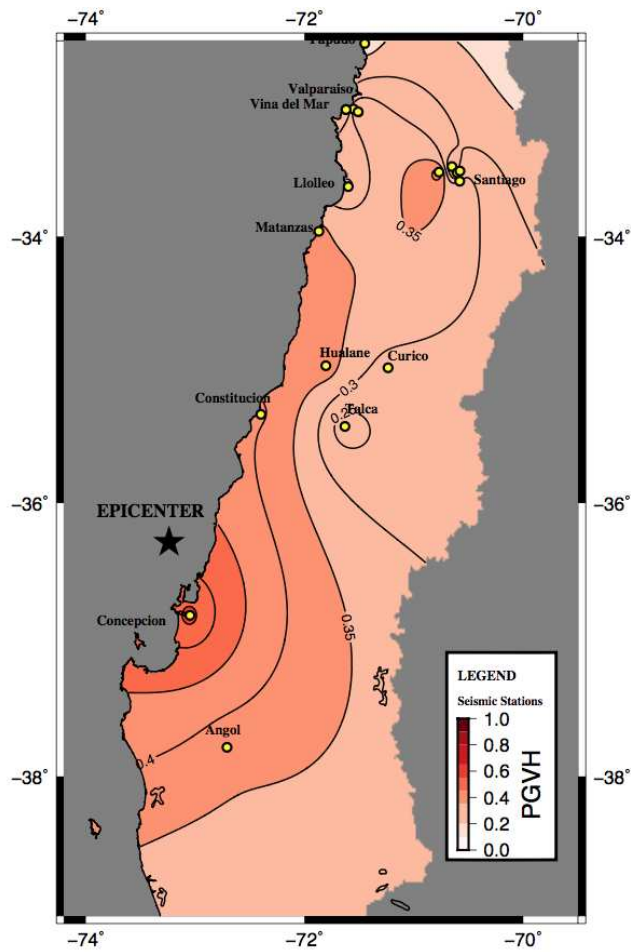 −74° −72° −70°
Papudo
Valparaiso
Vina del Mar
Llolleo
Santiago
0.35
−34° Matanzas −34°
Hualane Curico
0.3
Constitucion Talca
−36° −36°
EPICENTER
Concepcion
0.35
LEGEND
Seismic Stations
Angol
0.4
−38° −38°
1.0
0.8
0.6
0.4
0.2
0.0
PGVH
−74° −72° −70°